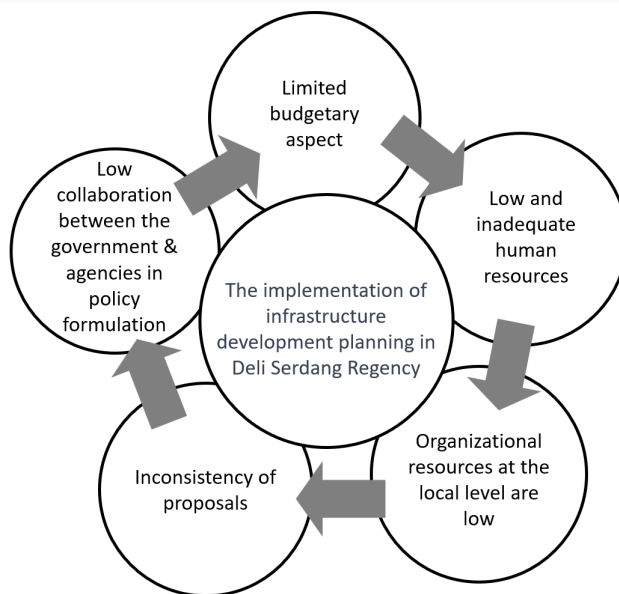 Limited
budgetary
aspect
Low and
inadequate
human
resources
Organizational
resources at the
local level are
low
Inconsistency of
proposals
Low
collaboration
between the
government &
agencies in
policy
formulation
The implementation of
infrastructure
development planning in
Deli Serdang Regency